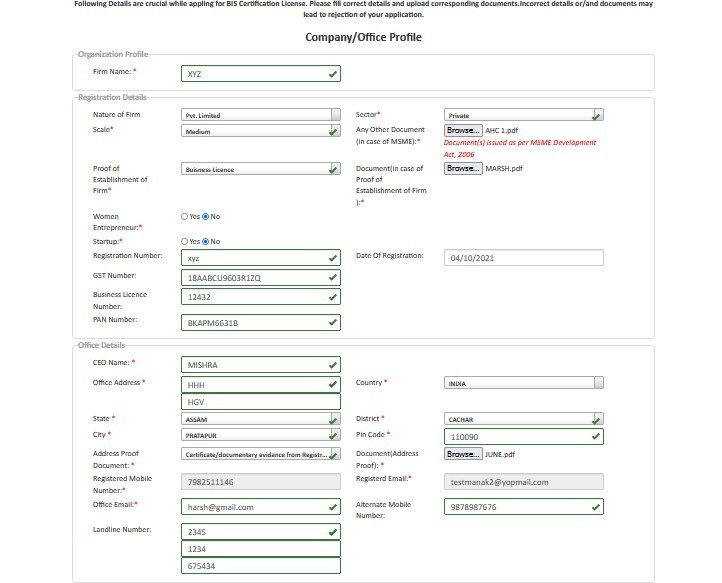 Following Details are crucial while appling for BIS Certification License. Please fill correct details and upload corresponding documents.Incorrect details or/and documents may
lead to rejection of your application.
Company/Office Profile
Organization Profile
Firm Name: * XYZ
Registration Details
Nature of Firm Pvt. Limited Sector* Private
Scale* Medium Any Other Document
(in case of MSME):* Browse... AHC 1.pdf
Document(s) issued as per MSME Development
Act, 2006
Proof of
Establishment of
Firm* Buisness Licence Document(in case of
Proof of
Establishment of Firm
):* Browse... MARSH.pdf
Women
Entrepreneur:* Yes No
Startup:* Yes No
Registration Number: xyz Date Of Registration: 04/10/2021
GST Number: 18AABCU9603R1ZQ
Business Licence
Number: 12432
PAN Number: BKAPM6631B
Office Details
CEO Name: * MISHRA
Office Address * HHH Country * INDIA
HGV
State * ASSAM District * CACHAR
City * PRATAPUR Pin Code * 110090
Address Proof
Document: * Certificate/documentary evidence from Registr... Document(Address
Proof): * Browse... JUNE.pdf
Registered Mobile
Number:* 7982511146 Registerd Email:* testmanak2@yopmail.com
Office Email:* harsh@gmail.com Alternate Mobile
Number: 9878987676
Landline Number: 2345
1234
675434